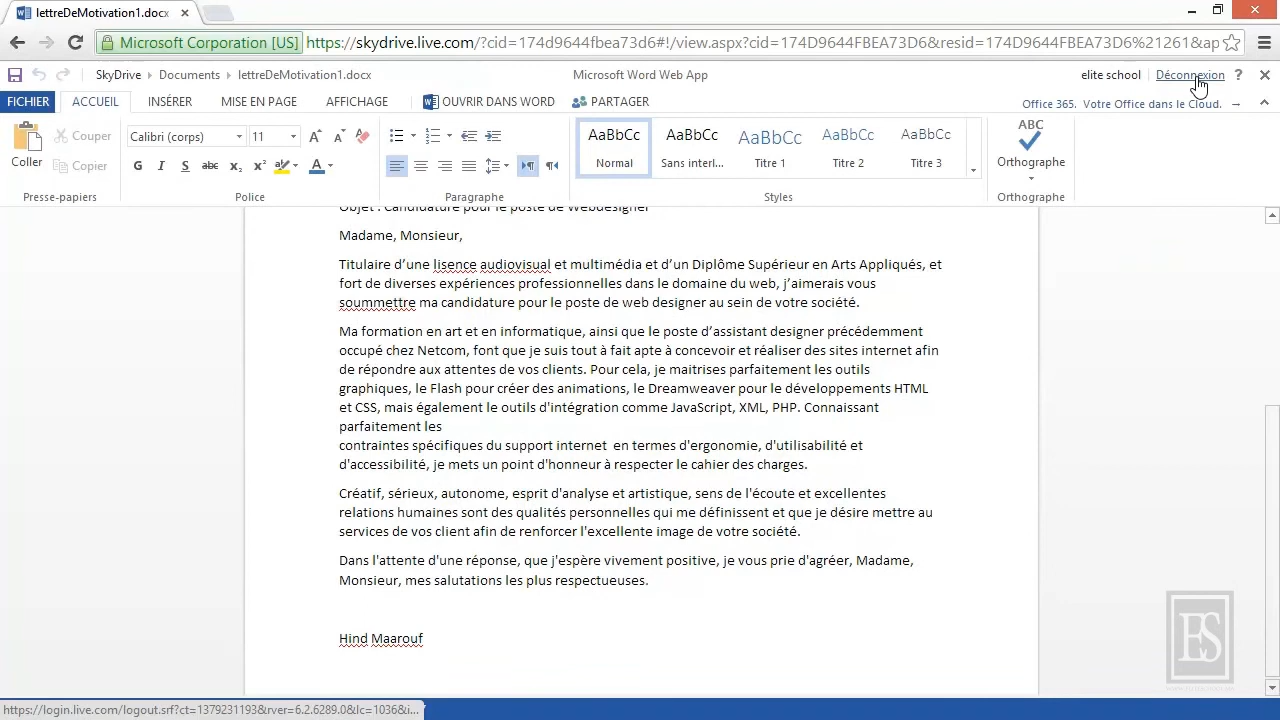 lettreDeMotivation1.docx
Microsoft Corporation [US] https://skydrive.live.com/?cid=174d9644fbea73d6#!/view.aspx?cid=174D9644FBEA73D6&resid=174D9644FBEA73D6%21261&ap
SkyDrive Documents lettreDeMotivation1.docx Microsoft Word Web App elite school Déconnexion ?
FICHIER ACCUEIL INSÉRER MISE EN PAGE AFFICHAGE OUVRIR DANS WORD PARTAGER Office 365. Votre Office dans le Cloud. →
Coller Couper Copier
Calibri (corps) 11
G I S abc x₂ x²
AaBbCc AaBbCc AaBbCc AaBbCc AaBbCc ABC
Normal Sans interl... Titre 1 Titre 2 Titre 3 Orthographe
Presse-papiers Police Paragraphe Styles Orthographe
Objet : Candidature pour le poste de Webdesigner
Madame, Monsieur,
Titulaire d’une lisence audiovisual et multimédia et d’un Diplôme Supérieur en Arts Appliqués, et
fort de diverses expériences professionnelles dans le domaine du web, j’aimerais vous
soummettre ma candidature pour le poste de web designer au sein de votre société.
Ma formation en art et en informatique, ainsi que le poste d’assistant designer précédemment
occupé chez Netcom, font que je suis tout à fait apte à concevoir et réaliser des sites internet afin
de répondre aux attentes de vos clients. Pour cela, je maitrises parfaitement les outils
graphiques, le Flash pour créer des animations, le Dreamweaver pour le développements HTML
et CSS, mais également le outils d'intégration comme JavaScript, XML, PHP. Connaissant
parfaitement les
contraintes spécifiques du support internet  en termes d'ergonomie, d'utilisabilité et
d'accessibilité, je mets un point d'honneur à respecter le cahier des charges.
Créatif, sérieux, autonome, esprit d'analyse et artistique, sens de l'écoute et excellentes
relations humaines sont des qualités personnelles qui me définissent et que je désire mettre au
services de vos client afin de renforcer l'excellente image de votre société.
Dans l'attente d'une réponse, que j'espère vivement positive, je vous prie d'agréer, Madame,
Monsieur, mes salutations les plus respectueuses.
Hind Maarouf
ES
https://login.live.com/logout.srf?ct=1379231193&rver=6.2.6289.0&lc=1036&i...